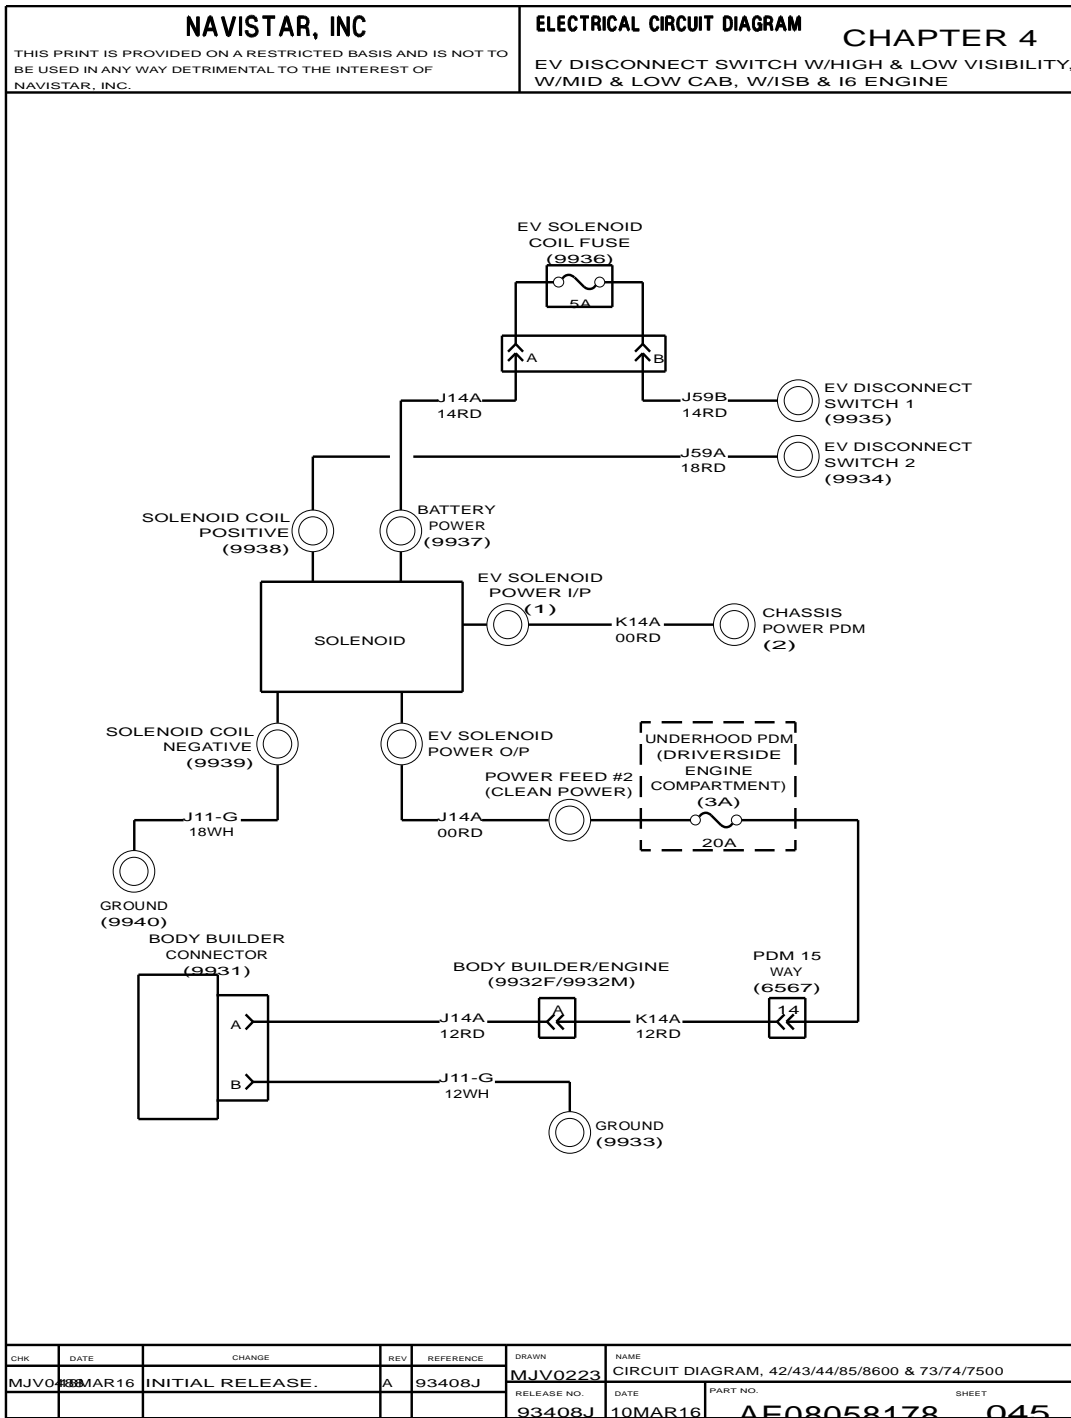 NAVISTAR, INC
THIS PRINT IS PROVIDED ON A RESTRICTED BASIS AND IS NOT TO
BE USED IN ANY WAY DETRIMENTAL TO THE INTEREST OF
NAVISTAR, INC.
ELECTRICAL CIRCUIT DIAGRAM
CHAPTER 4
EV DISCONNECT SWITCH W/HIGH & LOW VISIBILITY,
W/MID & LOW CAB, W/ISB & I6 ENGINE
EV SOLENOID
COIL FUSE
(9936)
5A
A
B
J14A
14RD
J59B
14RD
EV DISCONNECT
SWITCH 1
(9935)
J59A
18RD
EV DISCONNECT
SWITCH 2
(9934)
SOLENOID COIL
POSITIVE
(9938)
BATTERY
POWER
(9937)
EV SOLENOID
POWER I/P
(1)
K14A
00RD
CHASSIS
POWER PDM
(2)
SOLENOID
SOLENOID COIL
NEGATIVE
(9939)
EV SOLENOID
POWER O/P
UNDERHOOD PDM
(DRIVERSIDE
ENGINE
COMPARTMENT)
(3A)
20A
POWER FEED #2
(CLEAN POWER)
J11-G
18WH
J14A
00RD
GROUND
(9940)
BODY BUILDER
CONNECTOR
(9931)
BODY BUILDER/ENGINE
(9932F/9932M)
PDM 15
WAY
(6567)
A
J14A
12RD
A
K14A
12RD
14
B
J11-G
12WH
GROUND
(9933)
CHK
DATE
CHANGE
REV
REFERENCE
DRAWN
NAME
MJV0223
CIRCUIT DIAGRAM, 42/43/44/85/8600 & 73/74/7500
INITIAL RELEASE.
A
93408J
RELEASE NO.
DATE
PART NO.
SHEET
93408J
10MAR16
AE08058178
045